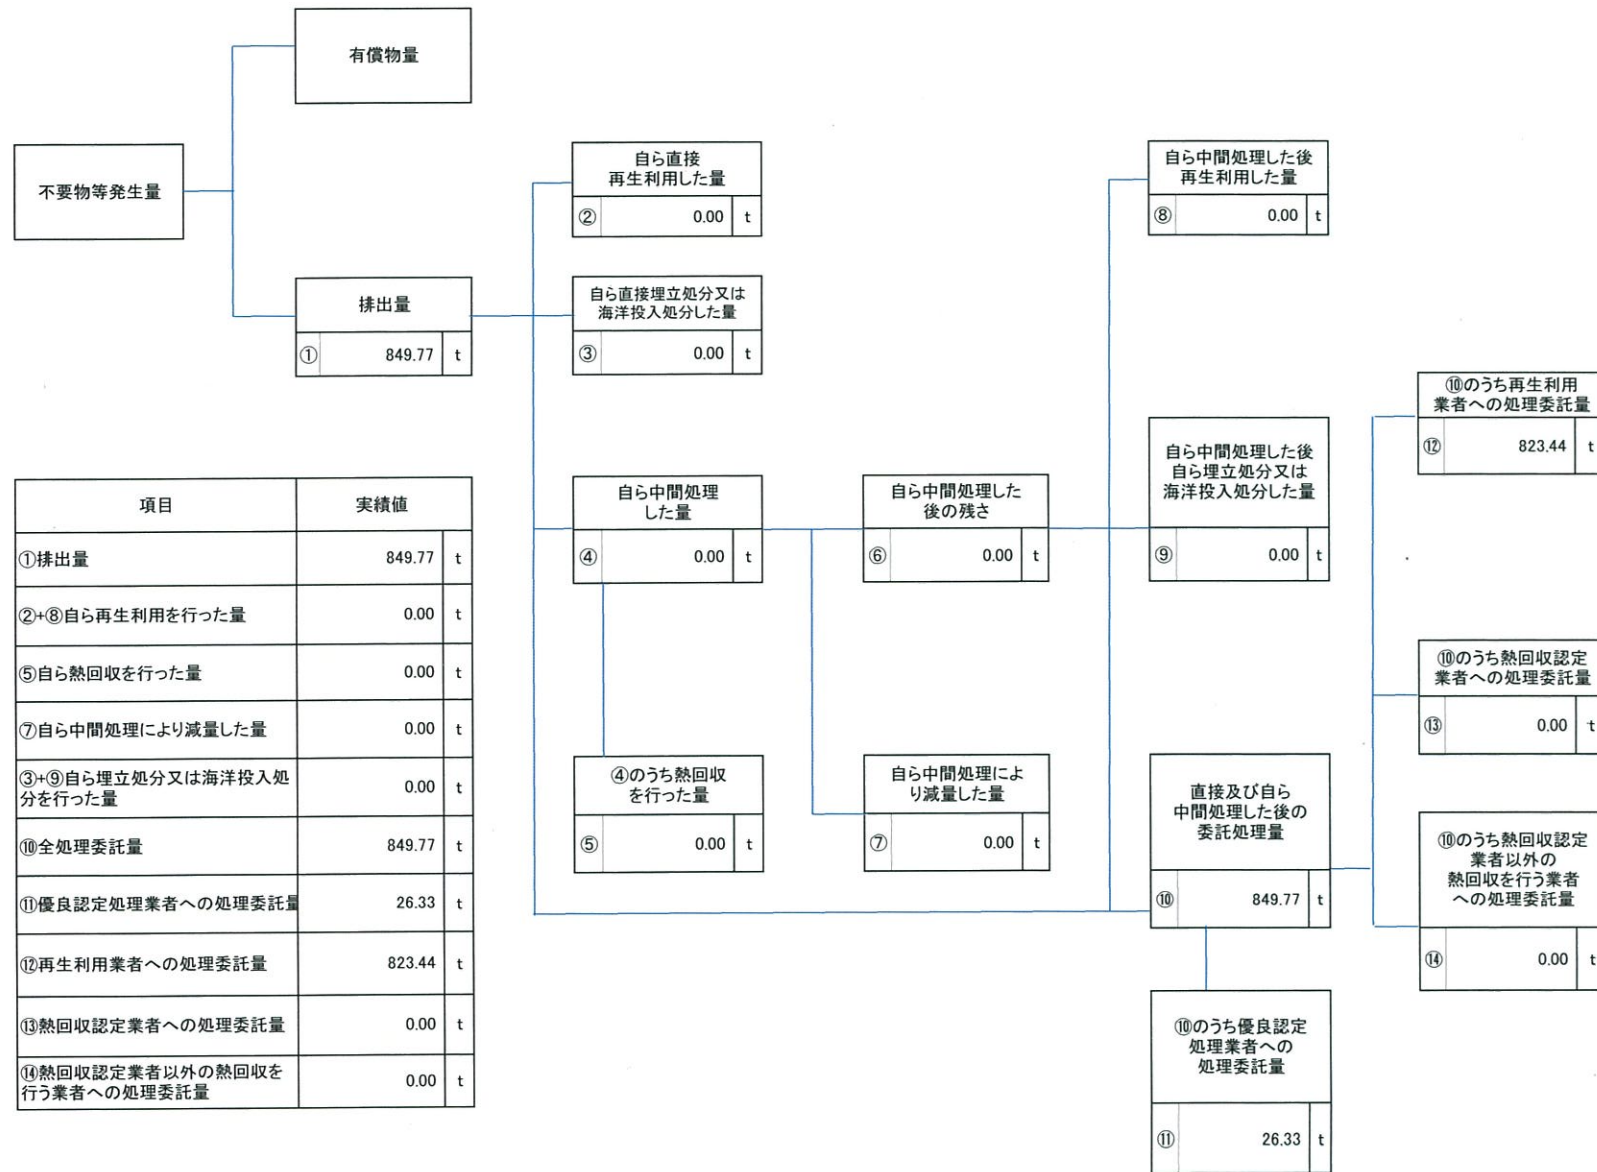 有償物量
不要物等発生量
排出量
① 849.77 t
自ら直接
再生利用した量
② 0.00 t
自ら直接埋立処分又は
海洋投入処分した量
③ 0.00 t
自ら中間処理
した量
④ 0.00 t
④のうち熱回収
を行った量
⑤ 0.00 t
自ら中間処理した
後の残さ
⑥ 0.00 t
自ら中間処理によ
り減量した量
⑦ 0.00 t
自ら中間処理した後
再生利用した量
⑧ 0.00 t
自ら中間処理した後
自ら埋立処分又は
海洋投入処分した量
⑨ 0.00 t
直接及び自ら
中間処理した後の
委託処理量
⑩ 849.77 t
⑩のうち優良認定
処理業者への
処理委託量
⑪ 26.33 t
⑩のうち再生利用
業者への処理委託量
⑫ 823.44 t
⑩のうち熱回収認定
業者への処理委託量
⑬ 0.00 t
⑩のうち熱回収認定
業者以外の
熱回収を行う業者
への処理委託量
⑭ 0.00 t
項目 実績値
①排出量 849.77 t
②+⑧自ら再生利用を行った量 0.00 t
⑤自ら熱回収を行った量 0.00 t
⑦自ら中間処理により減量した量 0.00 t
③+⑨自ら埋立処分又は海洋投入処
分を行った量 0.00 t
⑩全処理委託量 849.77 t
⑪優良認定処理業者への処理委託量 26.33 t
⑫再生利用業者への処理委託量 823.44 t
⑬熱回収認定業者への処理委託量 0.00 t
⑭熱回収認定業者以外の熱回収を
行う業者への処理委託量 0.00 t